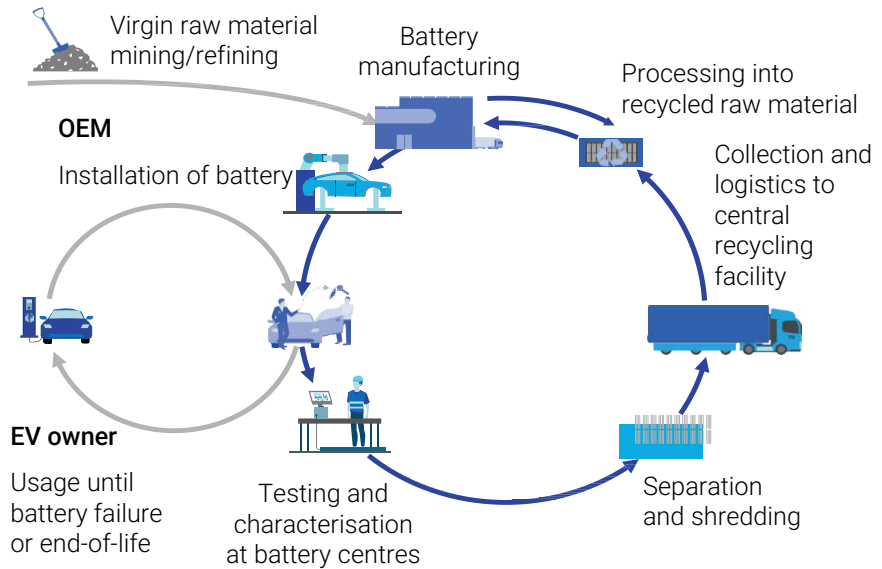 Virgin raw material
mining/refining
Battery
manufacturing
Processing into
recycled raw material
OEM
Installation of battery
Collection and
logistics to
central
recycling
facility
EV owner
Usage until
battery failure
or end-of-life
Testing and
characterisation
at battery centres
Separation
and shredding